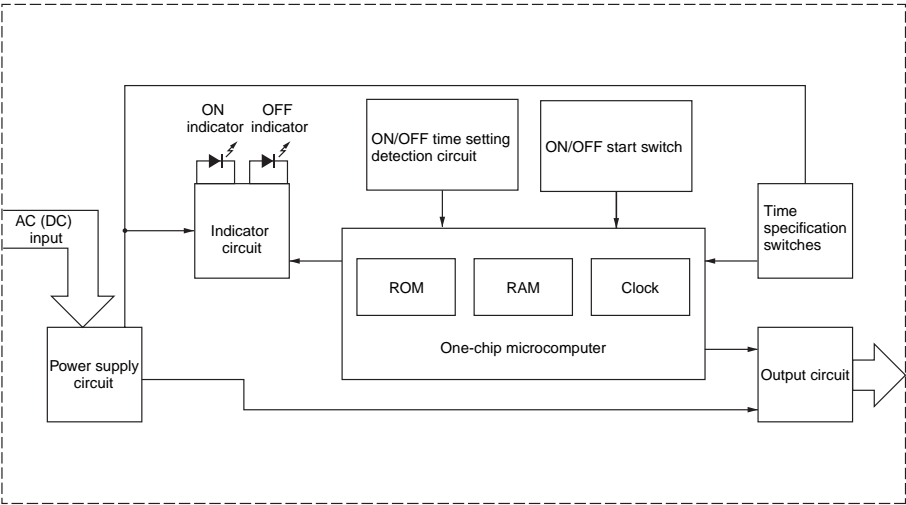 ON
indicator
OFF
indicator
ON/OFF time setting
detection circuit
ON/OFF start switch
AC (DC)
input
Indicator
circuit
Time
specification
switches
ROM
RAM
Clock
One-chip microcomputer
Power supply
circuit
Output circuit